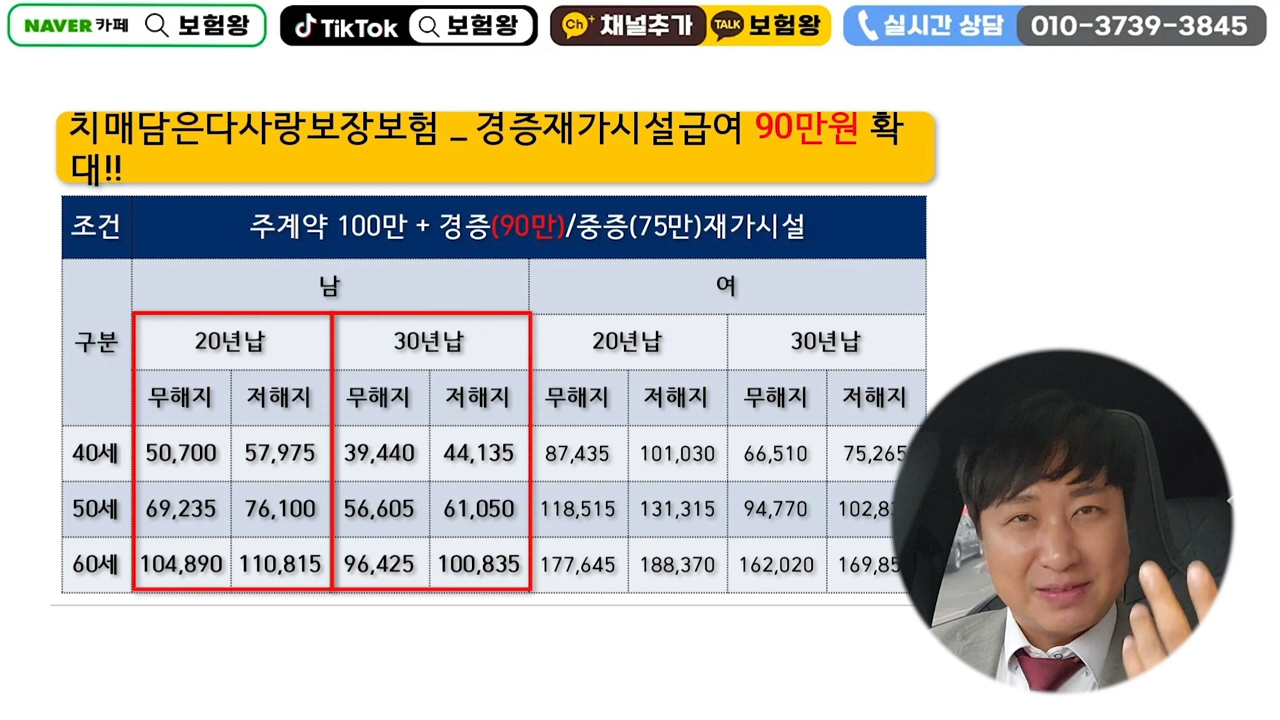 NAVER 카페 보험왕
TikTok 보험왕
Ch+ 채널추가 TALK 보험왕
실시간 상담 010-3739-3845
치매담은다사랑보장보험 _ 경증재가시설급여 90만원 확
대!!
조건 주계약 100만 + 경증(90만)/중증(75만)재가시설
구분 남 여
20년납 30년납 20년납 30년납
무해지 저해지 무해지 저해지 무해지 저해지 무해지 저해지
40세 50,700 57,975 39,440 44,135 87,435 101,030 66,510 75,265
50세 69,235 76,100 56,605 61,050 118,515 131,315 94,770
60세 104,890 110,815 96,425 100,835 177,645 188,370 162,020